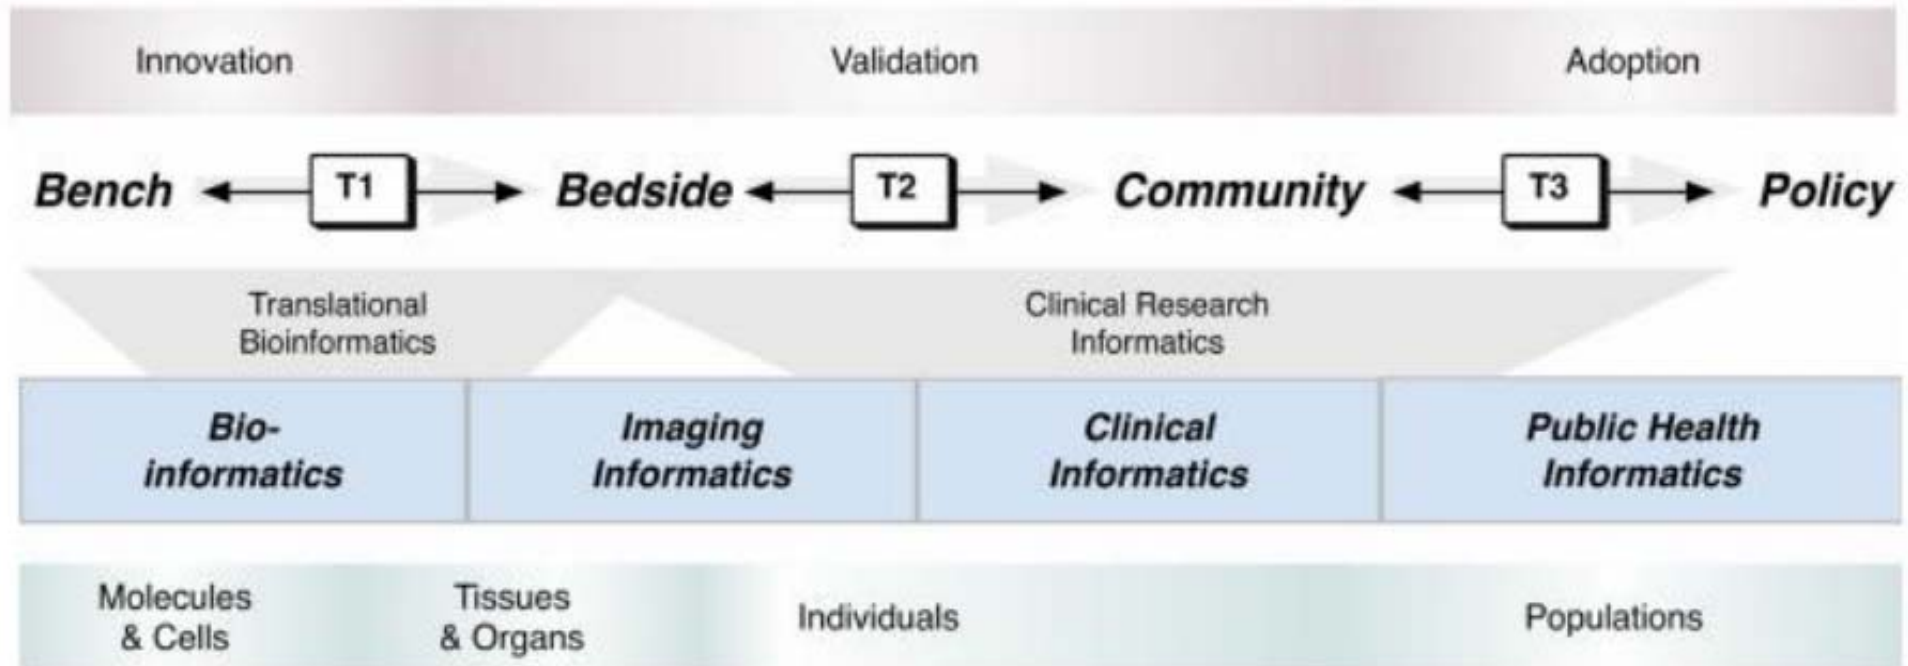 Innovation Validation Adoption
Bench T1 Bedside T2 Community T3 Policy
Translational
Bioinformatics
Clinical Research
Informatics
Bio-
informatics
Imaging
Informatics
Clinical
Informatics
Public Health
Informatics
Molecules
& Cells
Tissues
& Organs
Individuals
Populations